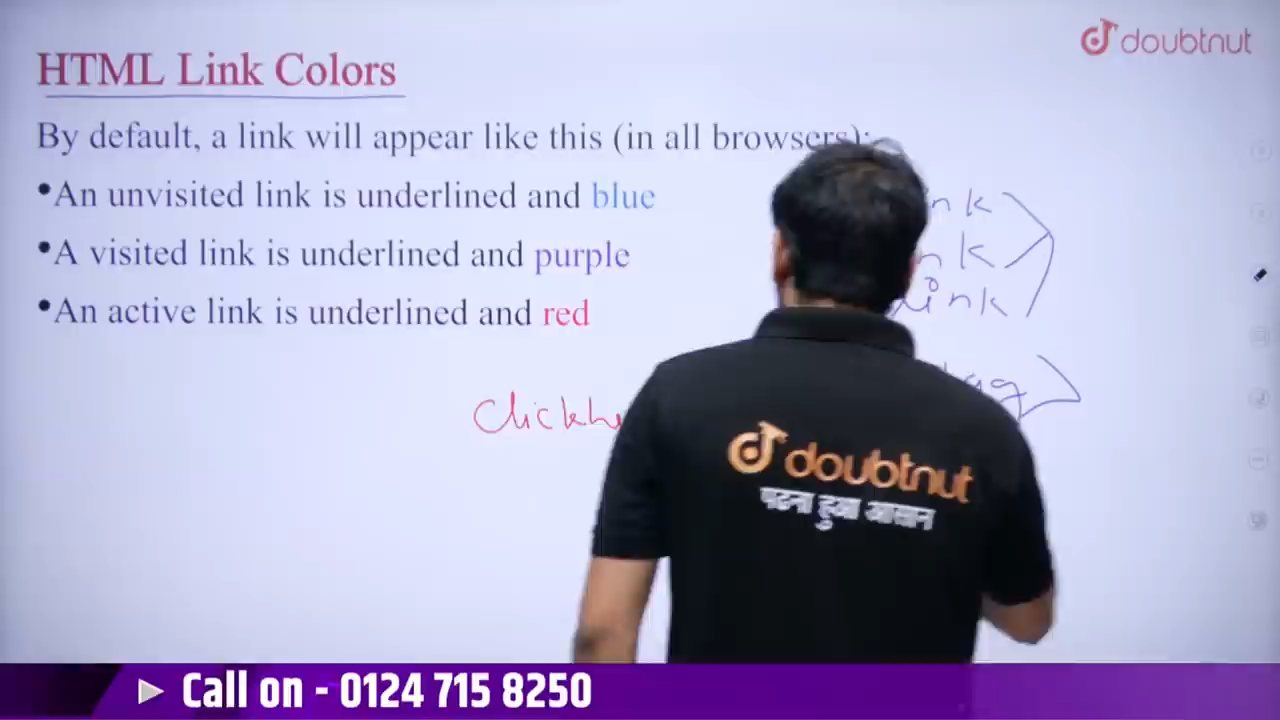 HTML Link Colors
doubtnut
By default, a link will appear like this (in all browsers):
•An unvisited link is underlined and blue
•A visited link is underlined and purple
•An active link is underlined and red
link
doubtnut
पढना हुआ आसान
Call on - 0124 715 8250